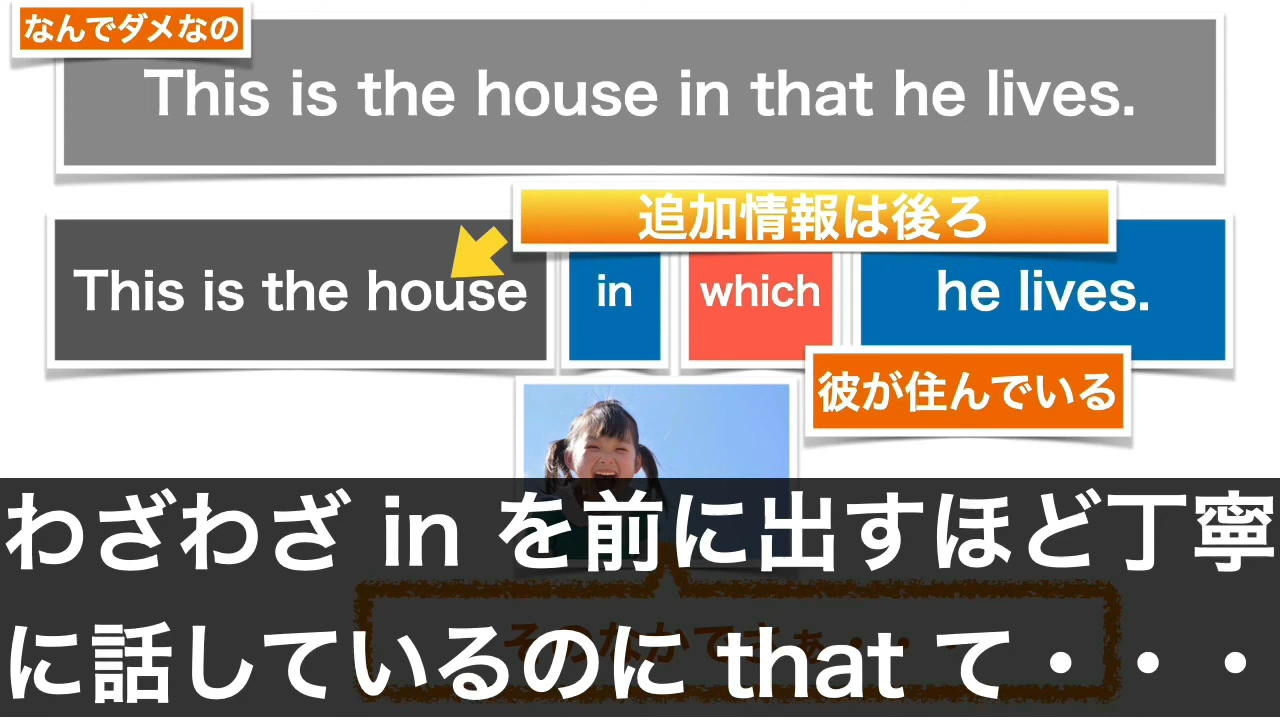 なんでダメなの
This is the house in that he lives.
追加情報は後ろ
This is the house in which he lives.
彼が住んでいる
わざわざ in を前に出すほど丁寧
に話しているのに that て・・・